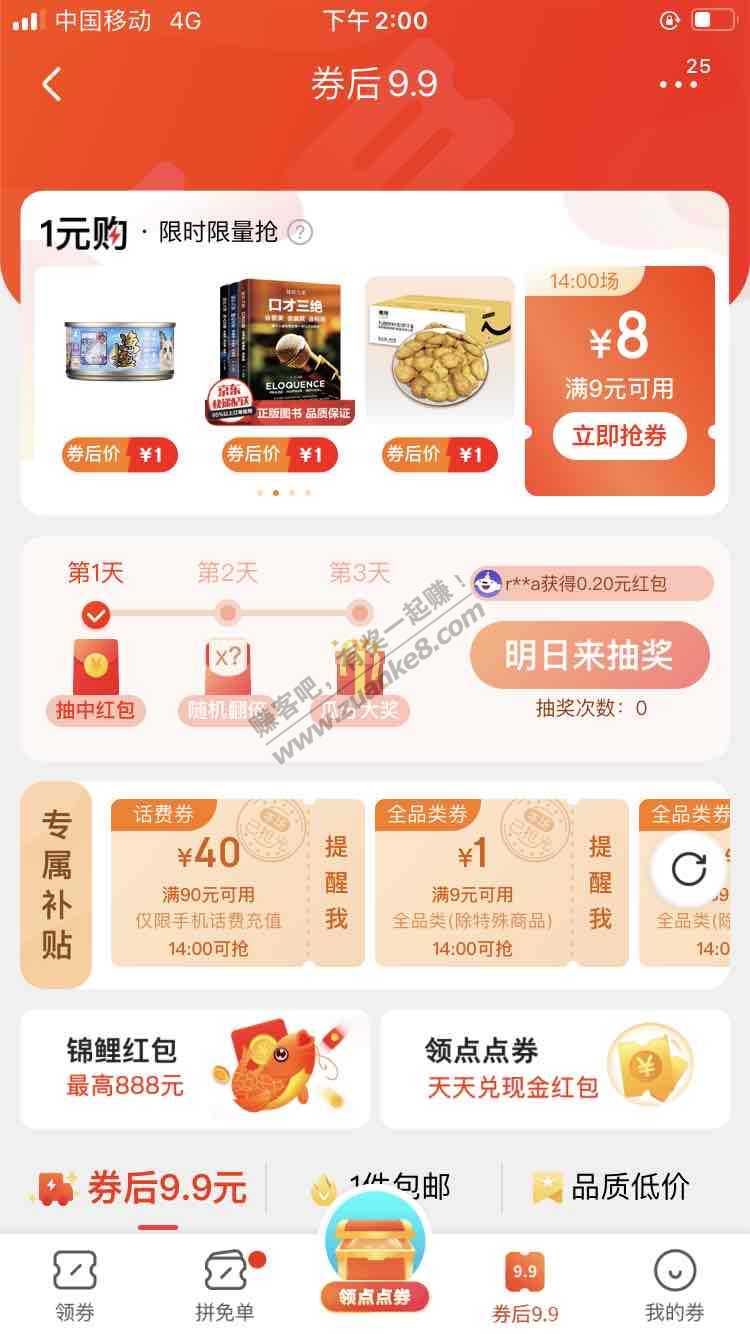 中国移动 4G 下午2:00
券后9.9
25
1元购 · 限时限量抢 ?
口才三绝
ELOQUENCE
京东
快递配送
正版图书 品质保证
券后价 ¥1
券后价 ¥1
券后价 ¥1
14:00场
¥8
满9元可用
立即抢券
第1天 第2天 第3天
r**a获得0.20元红包
x?
明日来抽奖
抽中红包 随机翻倍 瓜分大奖
抽奖次数：0
赚客吧，有奖一起赚！
www.zuanke8.com
专属补贴
话费券
¥40
满90元可用
仅限手机话费充值
14:00可抢
提醒我
全品类券
¥1
满9元可用
全品类(除特殊商品)
14:00可抢
提醒我
全品类券
锦鲤红包
最高888元
领点点券
天天兑现金红包
券后9.9元 1件包邮 品质低价
领券
拼免单
领点点券
9.9
券后9.9
我的券